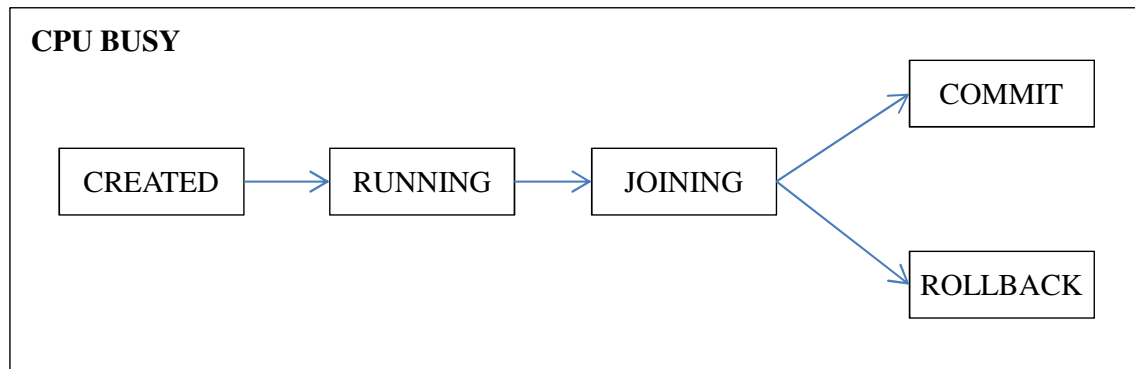 CPU BUSY
COMMIT
CREATED
RUNNING
JOINING
ROLLBACK